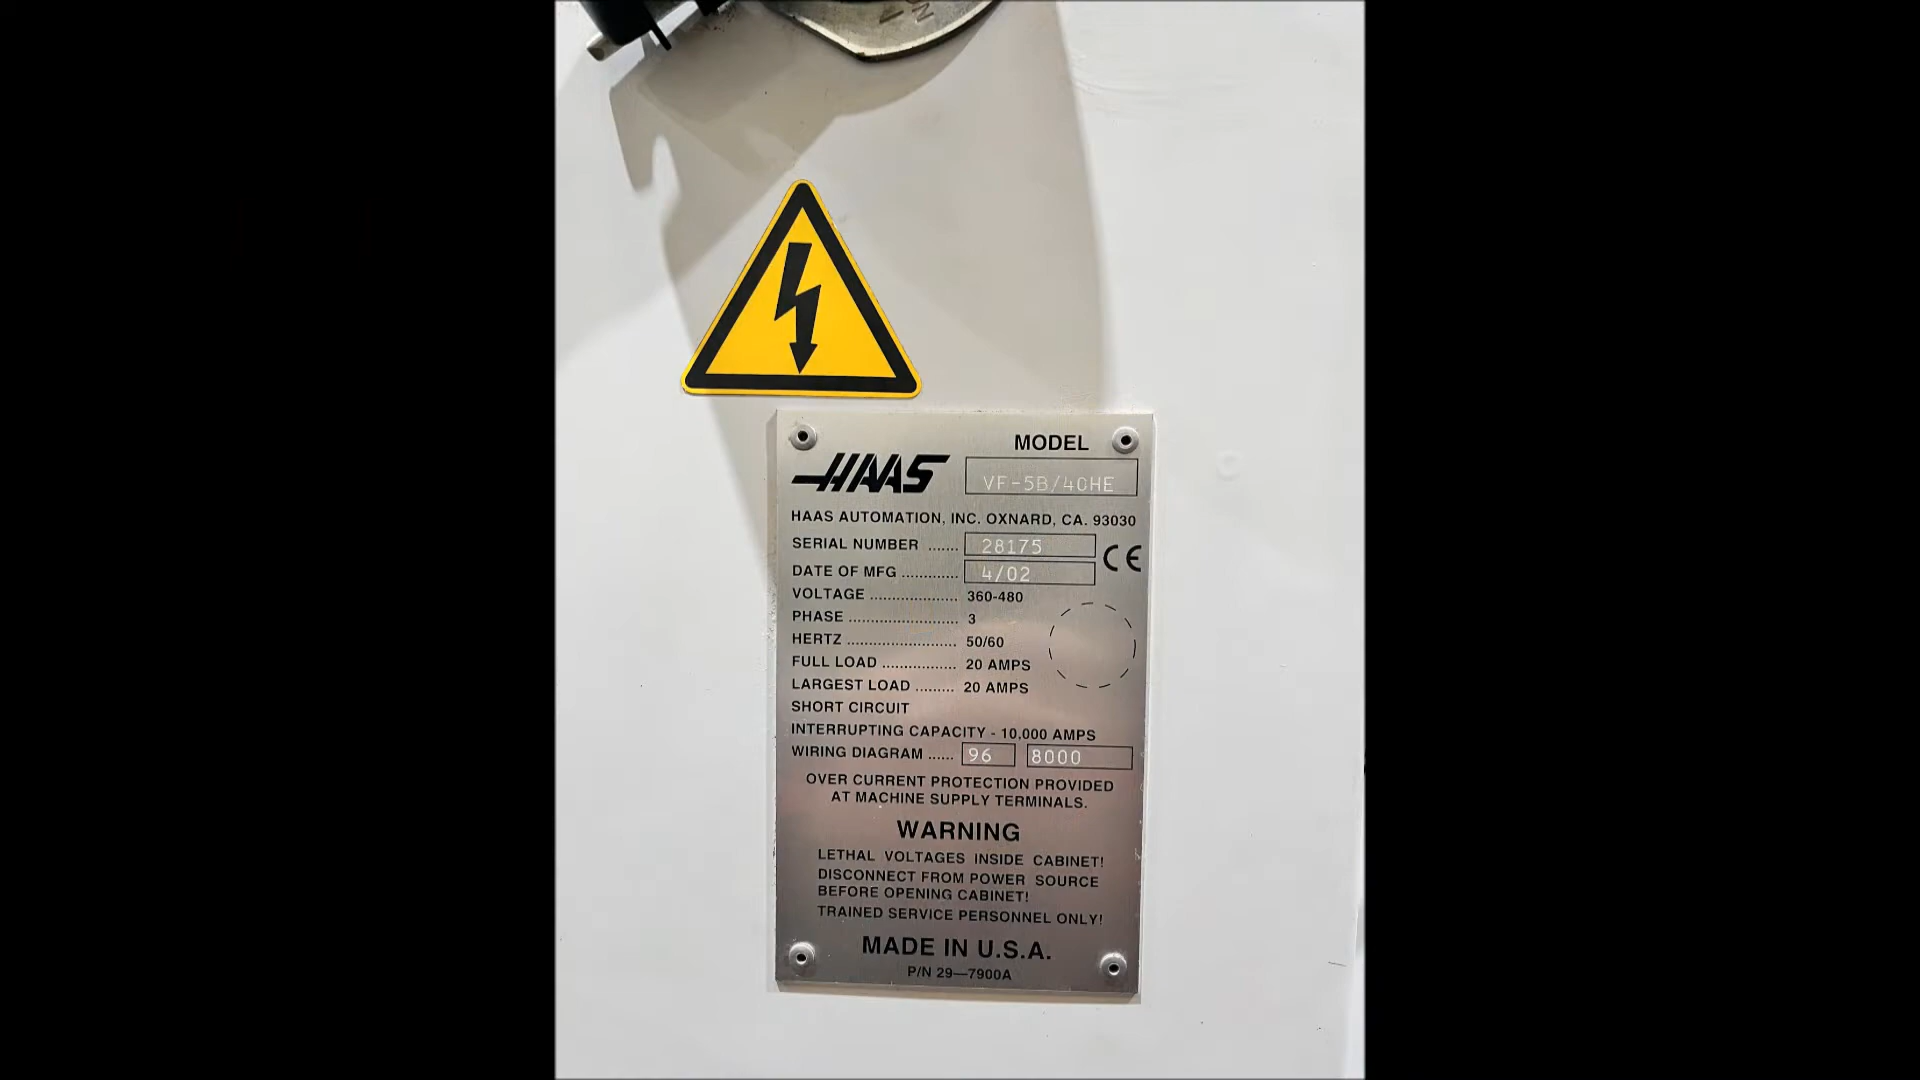 MODEL
HAAS VF-5B/40HE
HAAS AUTOMATION, INC. OXNARD, CA. 93030
SERIAL NUMBER ....... 28175 CE
DATE OF MFG ............. 4/02
VOLTAGE .................... 360-480
PHASE ......................... 3
HERTZ ......................... 50/60
FULL LOAD ................. 20 AMPS
LARGEST LOAD ......... 20 AMPS
SHORT CIRCUIT
INTERRUPTING CAPACITY - 10,000 AMPS
WIRING DIAGRAM ...... 96 8000
OVER CURRENT PROTECTION PROVIDED
AT MACHINE SUPPLY TERMINALS.
WARNING
LETHAL VOLTAGES INSIDE CABINET!
DISCONNECT FROM POWER SOURCE
BEFORE OPENING CABINET!
TRAINED SERVICE PERSONNEL ONLY!
MADE IN U.S.A.
P/N 29—7900A